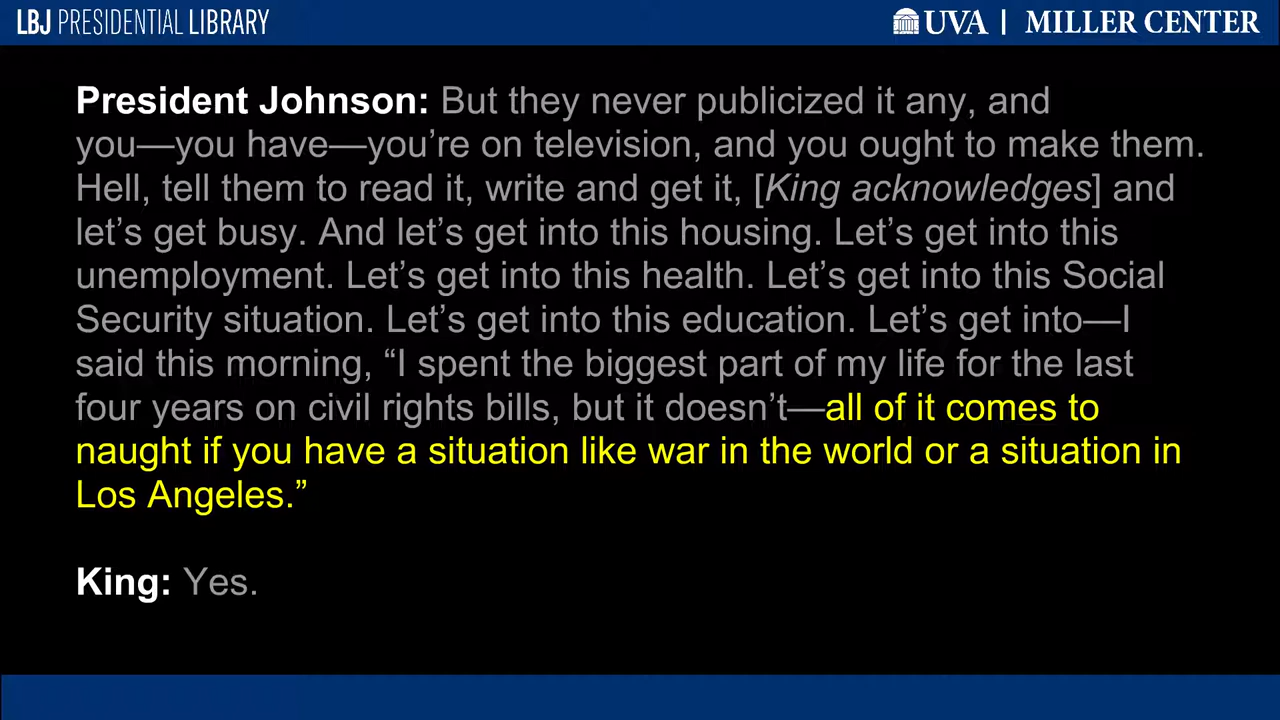 LBJ PRESIDENTIAL LIBRARY
UVA | MILLER CENTER
President Johnson: But they never publicized it any, and
you—you have—you’re on television, and you ought to make them.
Hell, tell them to read it, write and get it, [King acknowledges] and
let’s get busy. And let’s get into this housing. Let’s get into this
unemployment. Let’s get into this health. Let’s get into this Social
Security situation. Let’s get into this education. Let’s get into—I
said this morning, “I spent the biggest part of my life for the last
four years on civil rights bills, but it doesn’t—all of it comes to
naught if you have a situation like war in the world or a situation in
Los Angeles.”
King: Yes.